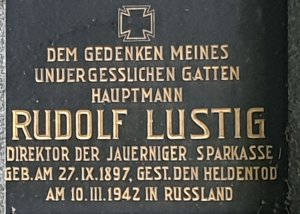 DEM GEDENKEN MEINES
UNVERGESSLICHEN GATTEN
HAUPTMANN
RUDOLF LUSTIG
DIREKTOR DER JAUERNIGER SPARKASSE
GEB. AM 27. IX. 1897, GEST. DEN HELDENTOD
AM 10. III. 1942 IN RUSSLAND